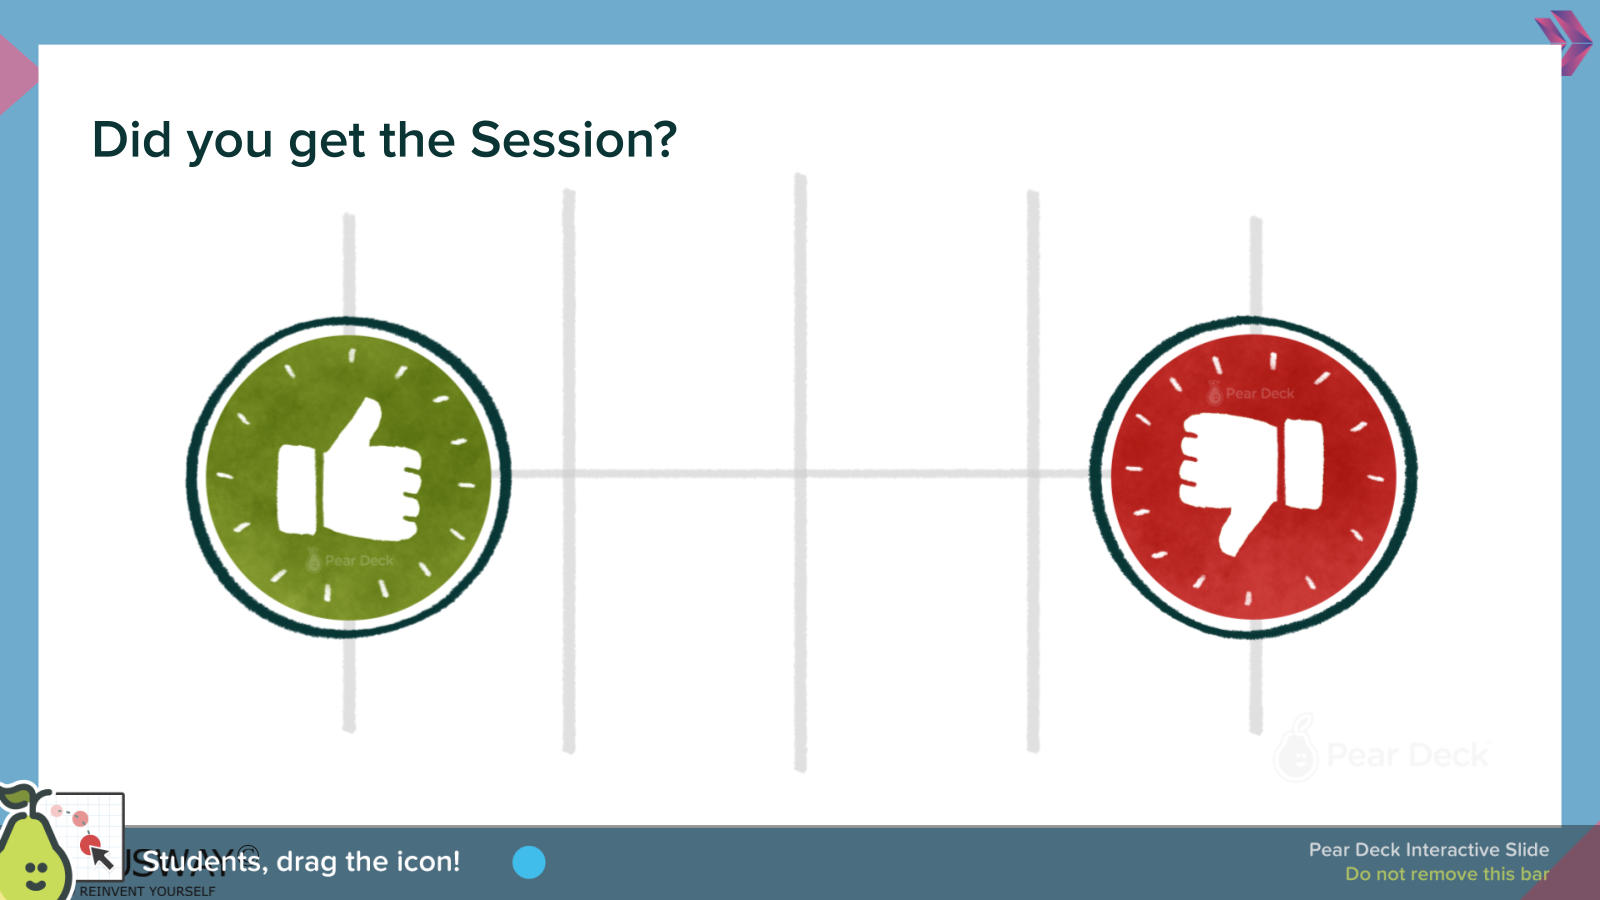 Did you get the Session?
Pear Deck
Pear Deck
Pear Deck
Students, drag the icon!
REINVENT YOURSELF
Pear Deck Interactive Slide
Do not remove this bar